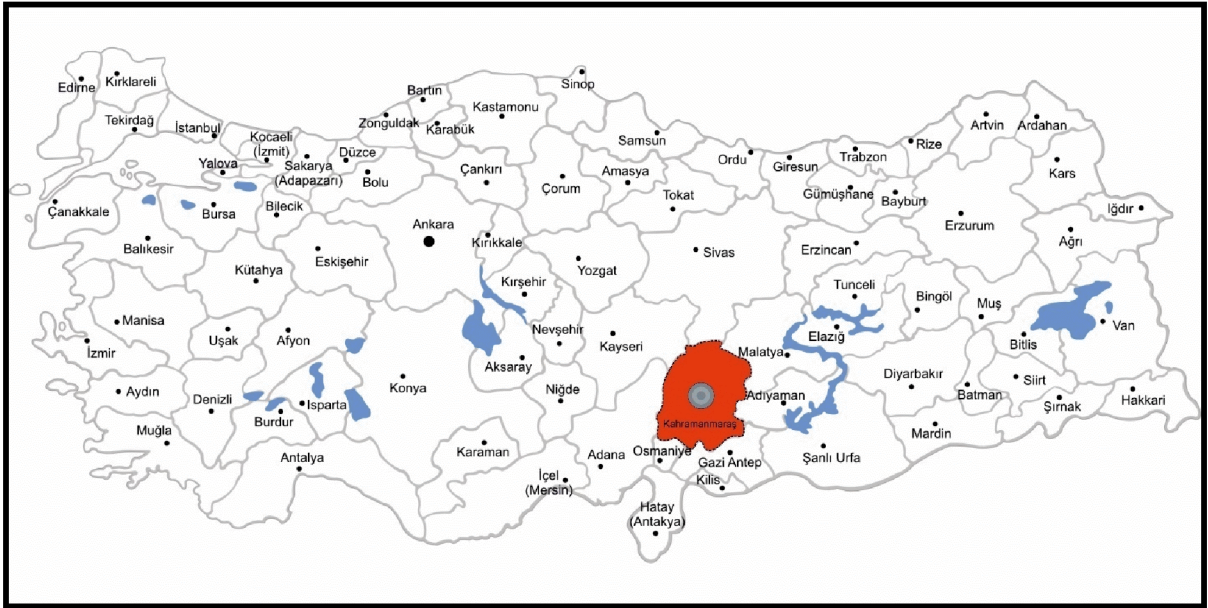 Edirne
Kırklareli
Tekirdağ
İstanbul
Kocaeli
(İzmit)
Yalova
Sakarya
(Adapazarı)
Düzce
Bolu
Zonguldak
Bartın
Karabük
Kastamonu
Sinop
Çankırı
Çorum
Samsun
Amasya
Tokat
Ordu
Giresun
Trabzon
Rize
Gümüşhane
Bayburt
Artvin
Ardahan
Kars
Iğdır
Ağrı
Erzurum
Erzincan
Çanakkale
Balıkesir
Bursa
Bilecik
Kütahya
Eskişehir
Ankara
Kırıkkale
Kırşehir
Yozgat
Sivas
Tunceli
Bingöl
Muş
Van
Bitlis
Elazığ
Manisa
İzmir
Uşak
Afyon
Konya
Aksaray
Nevşehir
Kayseri
Malatya
Diyarbakır
Batman
Siirt
Şırnak
Hakkari
Aydın
Denizli
Muğla
Burdur
Isparta
Antalya
Niğde
Karaman
Kahramanmaraş
Adıyaman
Mardin
Şanlı Urfa
Gazi Antep
Kilis
Osmaniye
Adana
İçel
(Mersin)
Hatay
(Antakya)